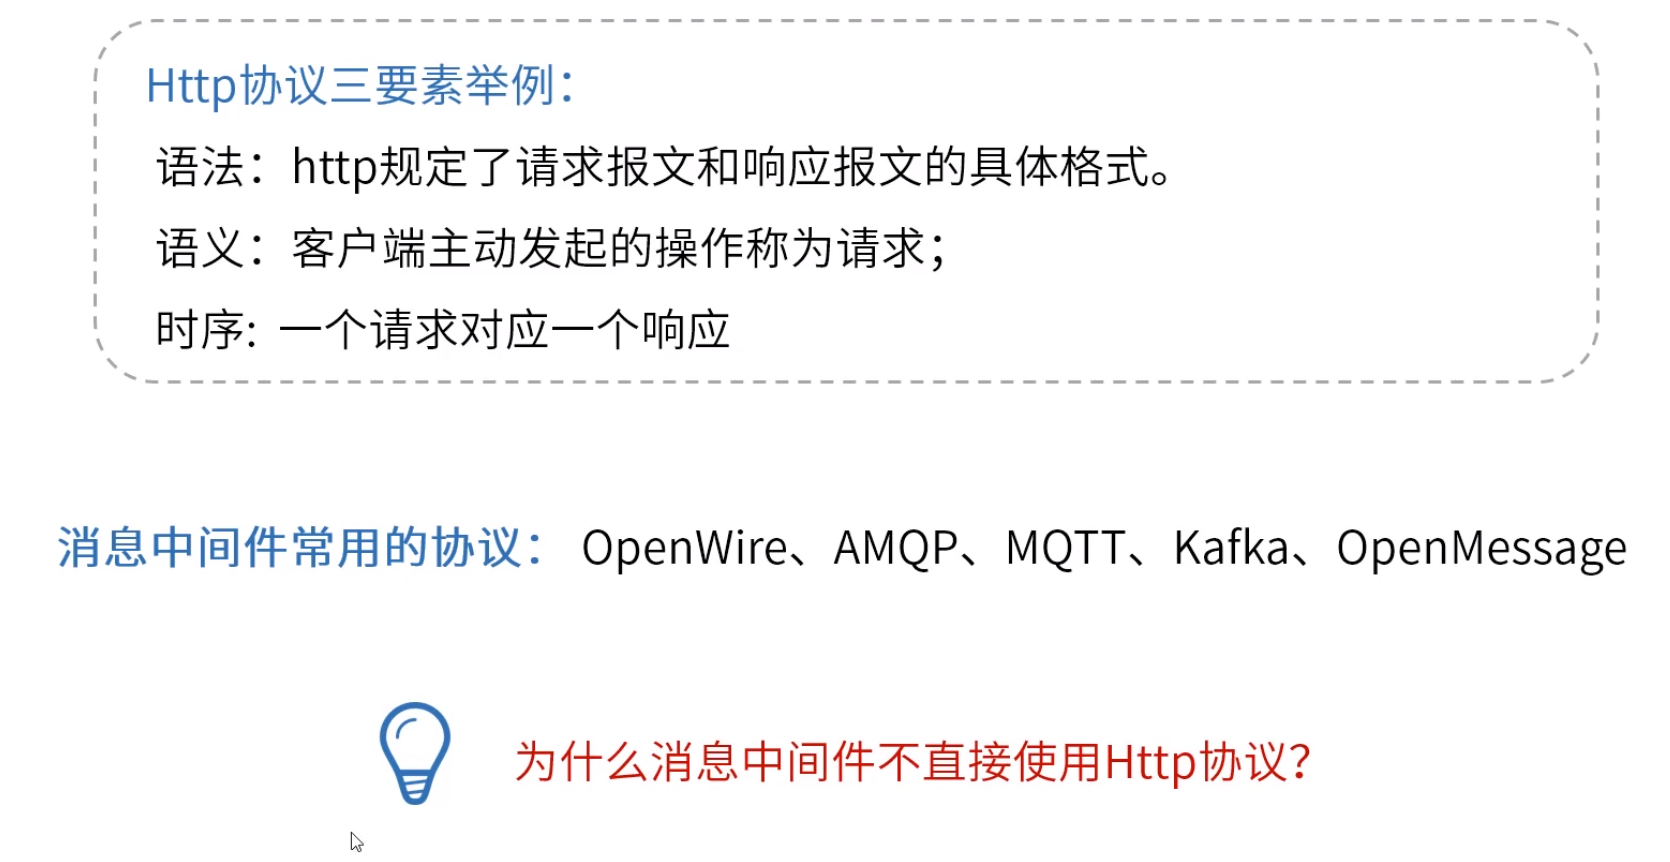 Http协议三要素举例：
语法：http规定了请求报文和响应报文的具体格式。
语义：客户端主动发起的操作称为请求；
时序: 一个请求对应一个响应
消息中间件常用的协议： OpenWire、AMQP、MQTT、Kafka、OpenMessage
为什么消息中间件不直接使用Http协议？